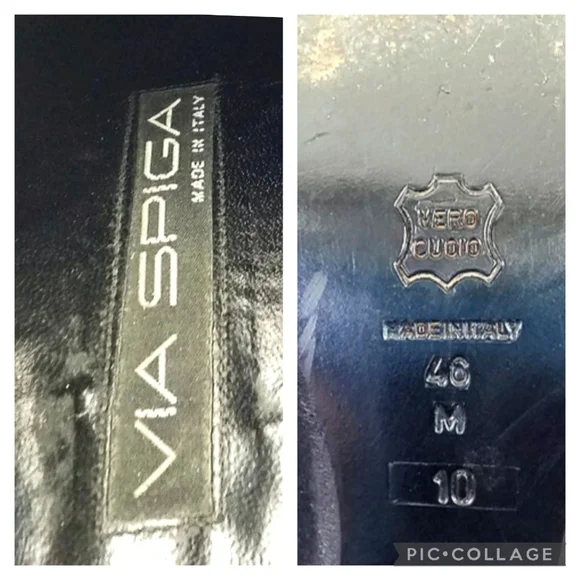 VIA SPIGA
MADE IN ITALY
VERO
CUOIO
MADE IN ITALY
46
M
10
PIC•COLLAGE